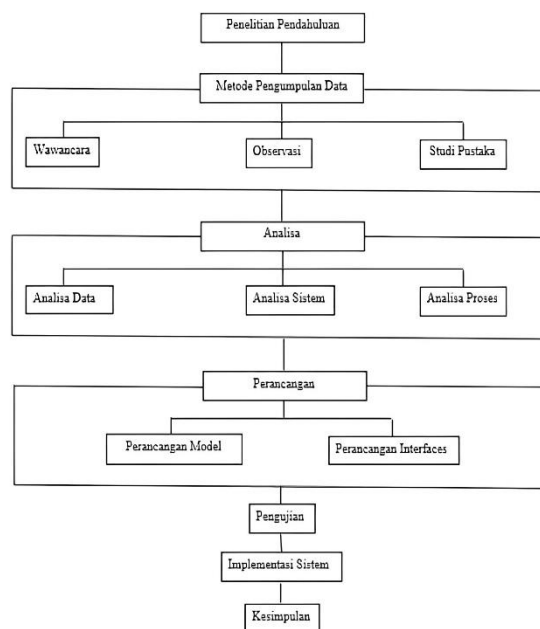 Penelitian Pendahuluan
Metode Pengumpulan Data
Wawancara
Observasi
Studi Pustaka
Analisa
Analisa Data
Analisa Sistem
Analisa Proses
Perancangan
Perancangan Model
Perancangan Interfaces
Pengujian
Implementasi Sistem
Kesimpulan